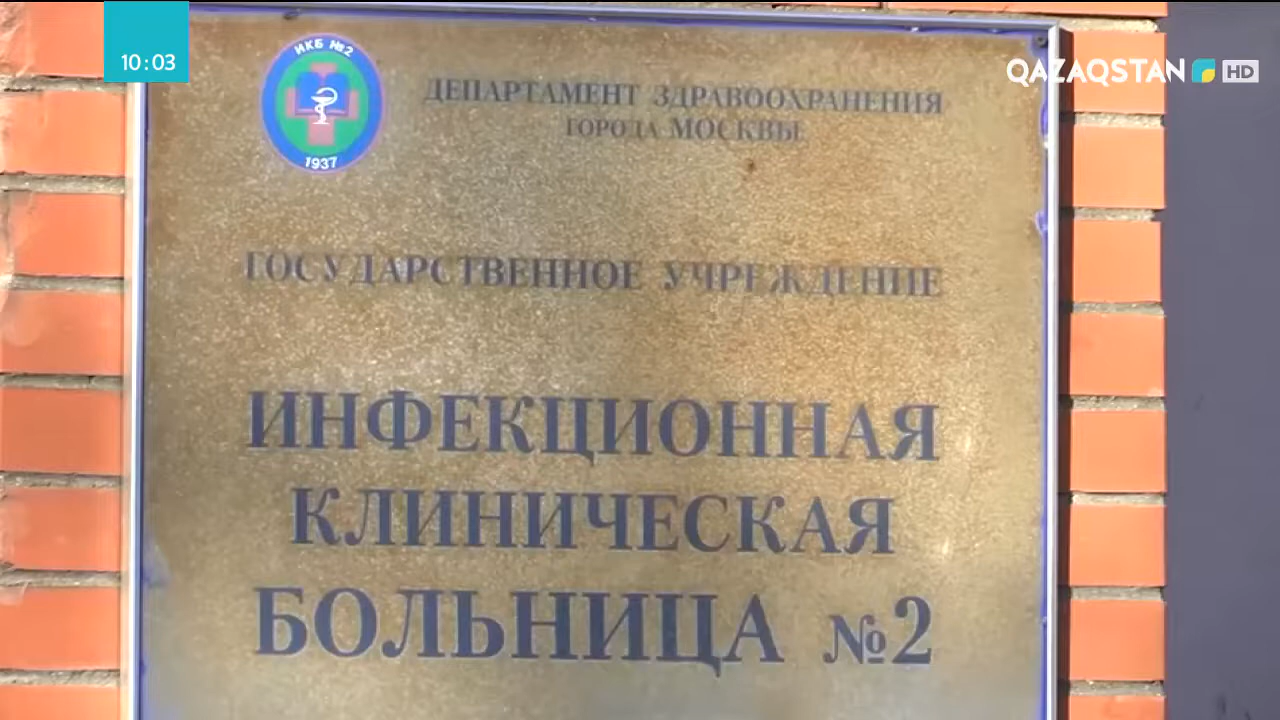 10:03
QAZAQSTAN HD
ИКБ №2
1937
ДЕПАРТАМЕНТ ЗДРАВООХРАНЕНИЯ
ГОРОДА МОСКВЫ
ГОСУДАРСТВЕННОЕ УЧРЕЖДЕНИЕ
ИНФЕКЦИОННАЯ
КЛИНИЧЕСКАЯ
БОЛЬНИЦА №2